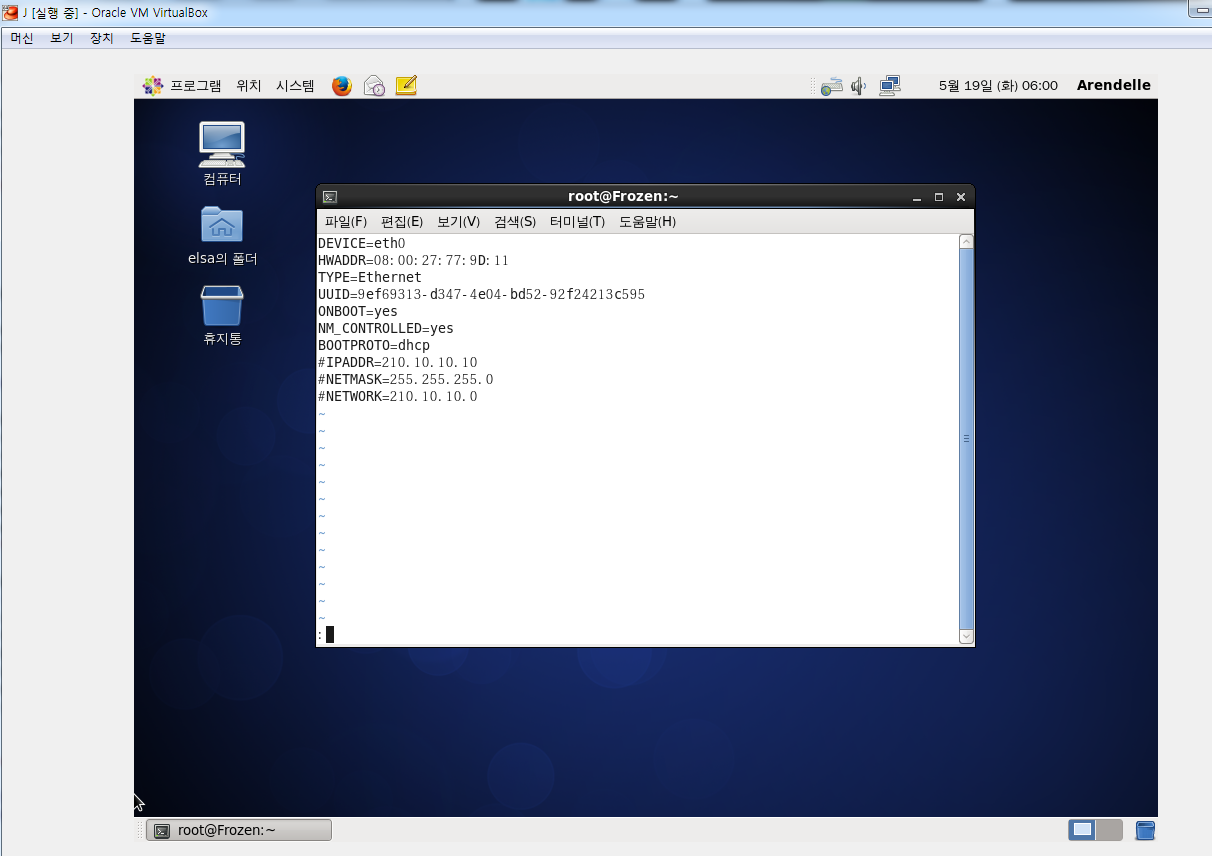 J [실행 중] - Oracle VM VirtualBox
머신 보기 장치 도움말
프로그램 위치 시스템 5월 19일 (화) 06:00 Arendelle
컴퓨터
elsa의 폴더
휴지통
root@Frozen:~
파일(F) 편집(E) 보기(V) 검색(S) 터미널(T) 도움말(H)
DEVICE=eth0
HWADDR=08:00:27:77:9D:11
TYPE=Ethernet
UUID=9ef69313-d347-4e04-bd52-92f24213c595
ONBOOT=yes
NM_CONTROLLED=yes
BOOTPROTO=dhcp
#IPADDR=210.10.10.10
#NETMASK=255.255.255.0
#NETWORK=210.10.10.0
~
~
~
~
~
~
~
~
~
~
~
~
~
:
root@Frozen:~